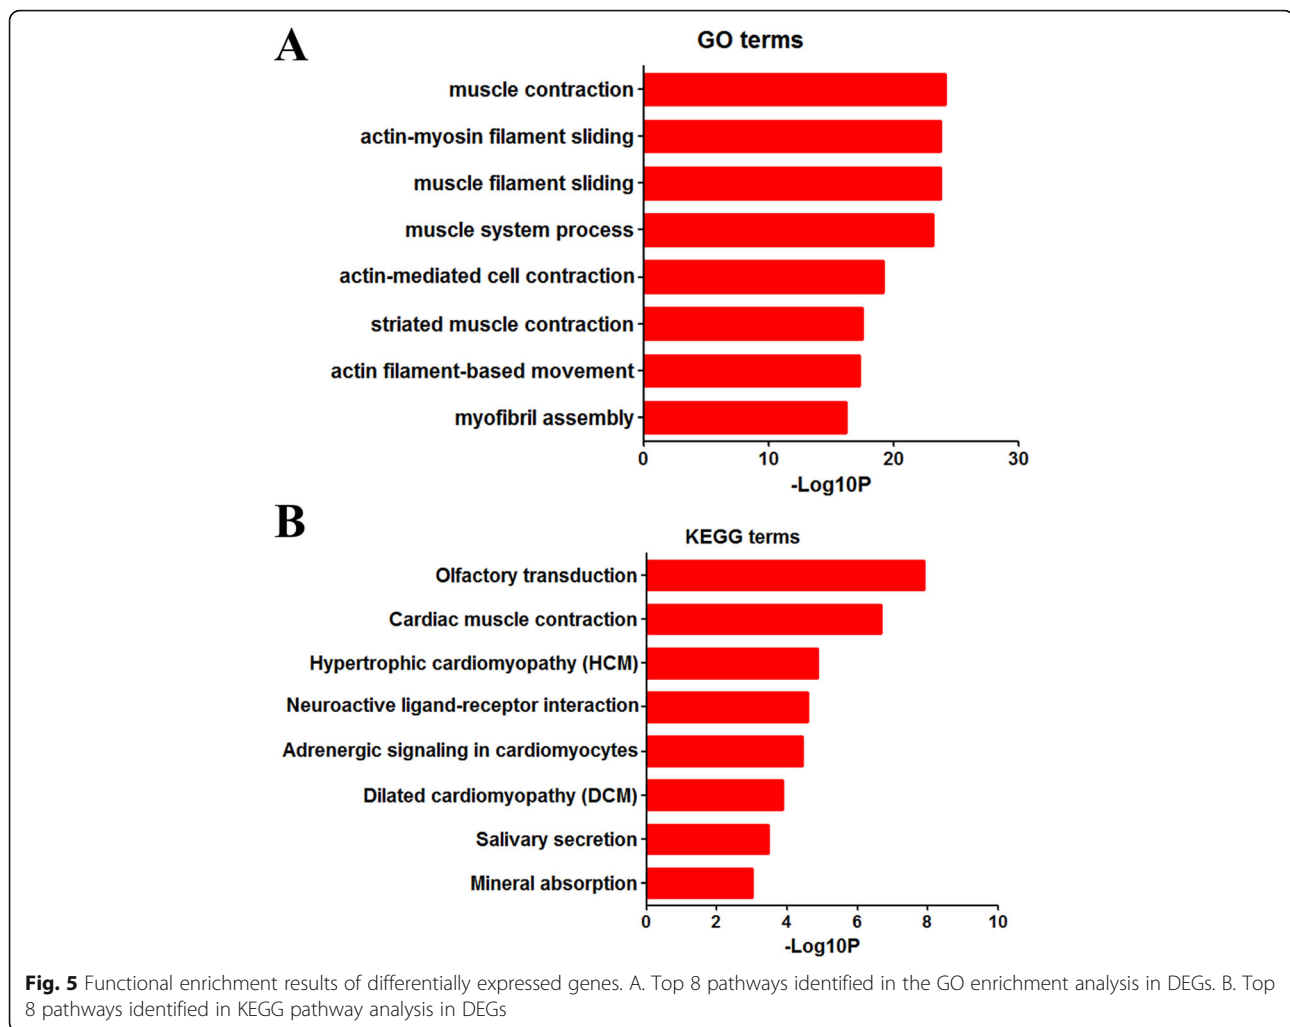 A
GO terms
muscle contraction
actin-myosin filament sliding
muscle filament sliding
muscle system process
actin-mediated cell contraction
striated muscle contraction
actin filament-based movement
myofibril assembly
0 10 20 30
-Log10P
B
KEGG terms
Olfactory transduction
Cardiac muscle contraction
Hypertrophic cardiomyopathy (HCM)
Neuroactive ligand-receptor interaction
Adrenergic signaling in cardiomyocytes
Dilated cardiomyopathy (DCM)
Salivary secretion
Mineral absorption
0 2 4 6 8 10
-Log10P
Fig. 5 Functional enrichment results of differentially expressed genes. A. Top 8 pathways identified in the GO enrichment analysis in DEGs. B. Top
8 pathways identified in KEGG pathway analysis in DEGs